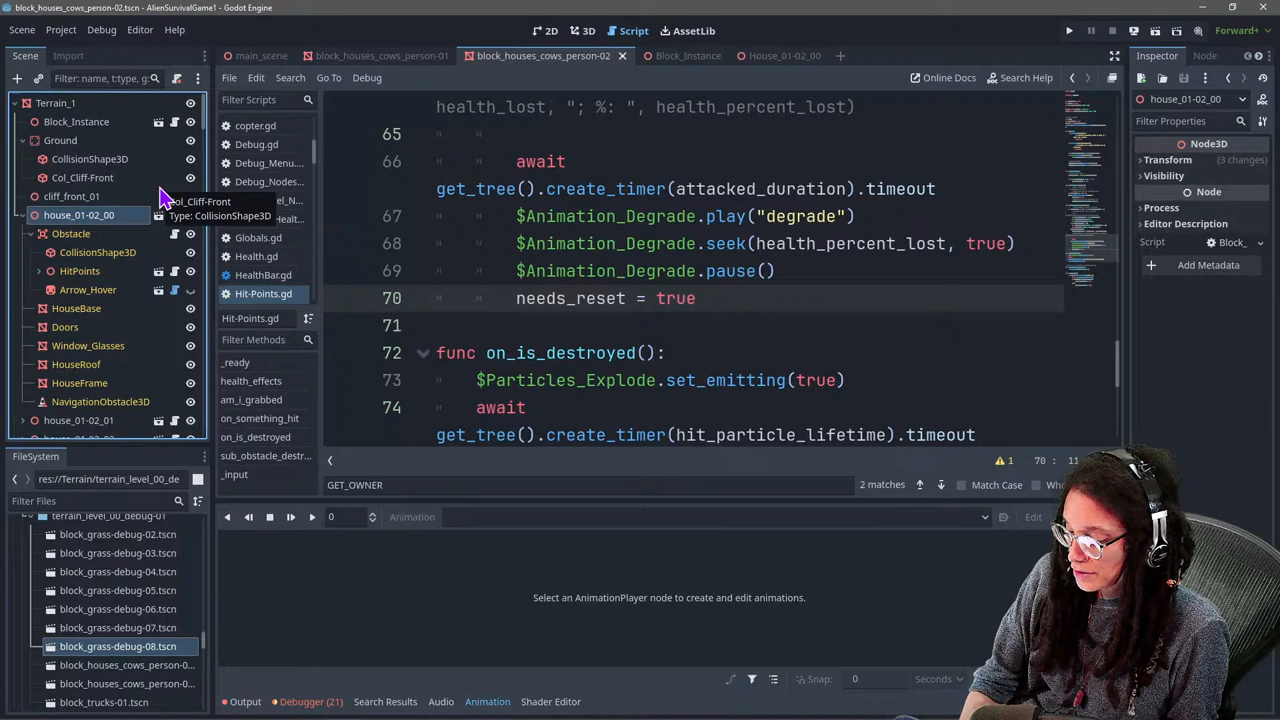 block_houses_cows_person-02.tscn - AlienSurvivalGame1 - Godot Engine
Scene Project Debug Editor Help
2D 3D Script AssetLib
Forward+
Scene Import
main_scene block_houses_cows_person-01 block_houses_cows_person-02 Block_Instance House_01-02_00
Inspector Node
Filter: name, t:type, g:
File Edit Search Go To Debug
Online Docs Search Help
Terrain_1
Block_Instance
Ground
CollisionShape3D
Col_Cliff-Front
cliff_front_01
house_01-02_00
Obstacle
CollisionShape3D
HitPoints
Arrow_Hover
HouseBase
Doors
Window_Glasses
HouseRoof
HouseFrame
NavigationObstacle3D
house_01-02_01
ol_Cliff-Front
Type: CollisionShape3D
Filter Scripts
copter.gd
Debug.gd
Debug_Menu....
Debug_Nodes...
Globals.gd
Health.gd
HealthBar.gd
Hit-Points.gd
Hit-Points.gd
Filter Methods
_ready
health_effects
am_i_grabbed
on_something_hit
on_is_destroyed
sub_obstacle_destr...
_input
health_lost, "; %: ", health_percent_lost)
65
66 await
get_tree().create_timer(attacked_duration).timeout
67 $Animation_Degrade.play("degrade")
68 $Animation_Degrade.seek(health_percent_lost, true)
69 $Animation_Degrade.pause()
70 needs_reset = true
71
72 func on_is_destroyed():
73 $Particles_Explode.set_emitting(true)
74 await
get_tree().create_timer(hit_particle_lifetime).timeout
1 70 : 11
GET_OWNER 2 matches Match Case Who
house_01-02_00
Filter Properties
Node3D
Transform (3 changes)
Visibility
Node
Process
Editor Description
Script Block_
Add Metadata
FileSystem
res://Terrain/terrain_level_00_de
Filter Files
terrain_level_00_debug-01
block_grass-debug-02.tscn
block_grass-debug-03.tscn
block_grass-debug-04.tscn
block_grass-debug-05.tscn
block_grass-debug-06.tscn
block_grass-debug-07.tscn
block_grass-debug-08.tscn
block_houses_cows_person-0...
block_houses_cows_person-0...
block_trucks-01.tscn
0 Animation Edit
Select an AnimationPlayer node to create and edit animations.
Snap: 0 Seconds
Output Debugger (21) Search Results Audio Animation Shader Editor